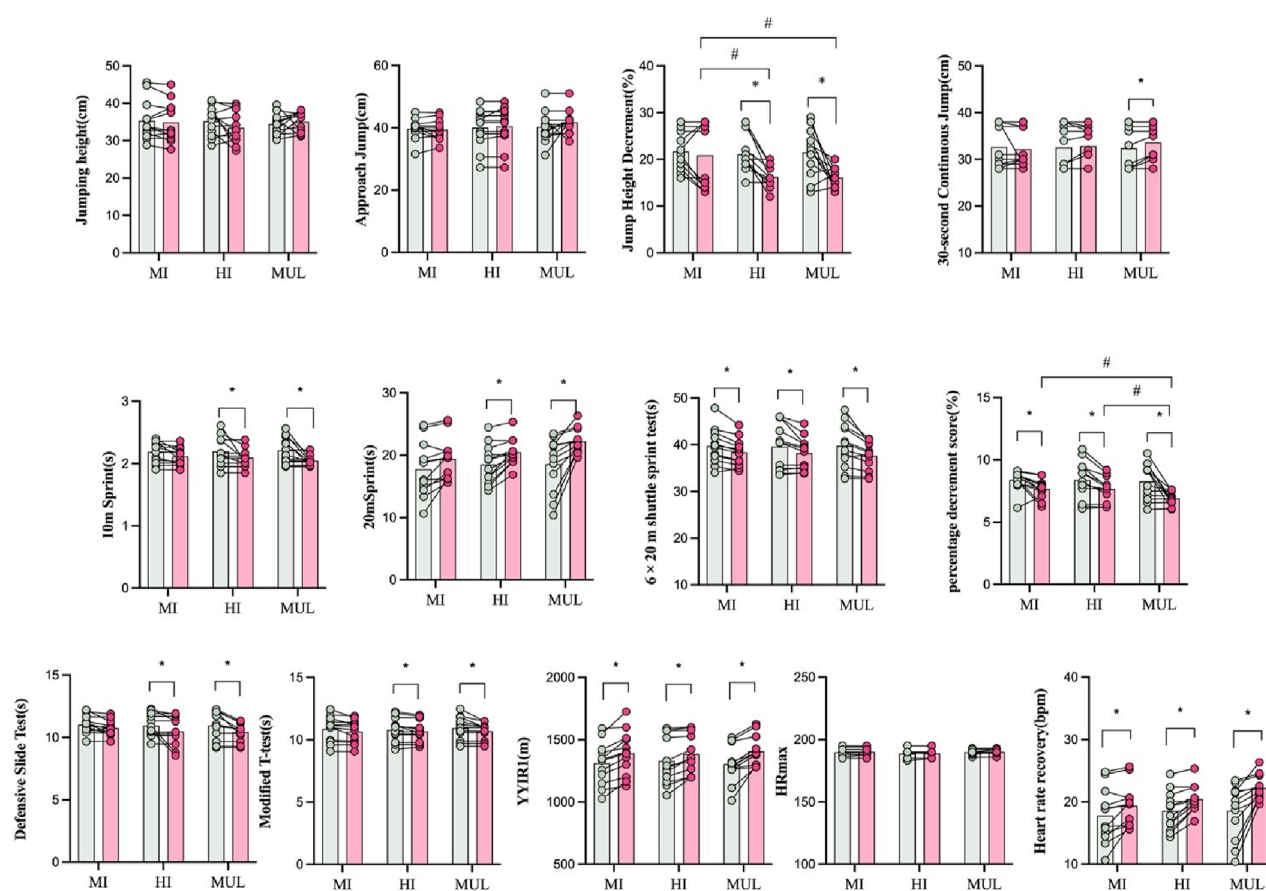 #
#
* *
*
Jumping height(cm)
50
40
30
20
10
0
MI HI MUL
Approach Jump(cm)
60
40
20
0
MI HI MUL
Jump Height Decrement(%)
40
30
20
10
0
MI HI MUL
30-second Continuous Jump(cm)
50
40
30
20
10
MI HI MUL
10m Sprint(s)
3
2
1
0
* *
MI HI MUL
20mSprint(s)
30
20
10
0
* *
MI HI MUL
6 × 20 m shuttle sprint test(s)
50
40
30
20
10
* * *
MI HI MUL
percentage decrement score(%)
15
10
5
0
#
#
* * *
MI HI MUL
Defensive Slide Test(s)
15
10
5
0
* *
MI HI MUL
Modified T-test(s)
15
10
5
0
* *
MI HI MUL
YYIR1(m)
2000
1500
1000
500
* * *
MI HI MUL
HRmax
250
200
150
100
MI HI MUL
Heart rate recovery(bpm)
40
30
20
10
* * *
MI HI MUL